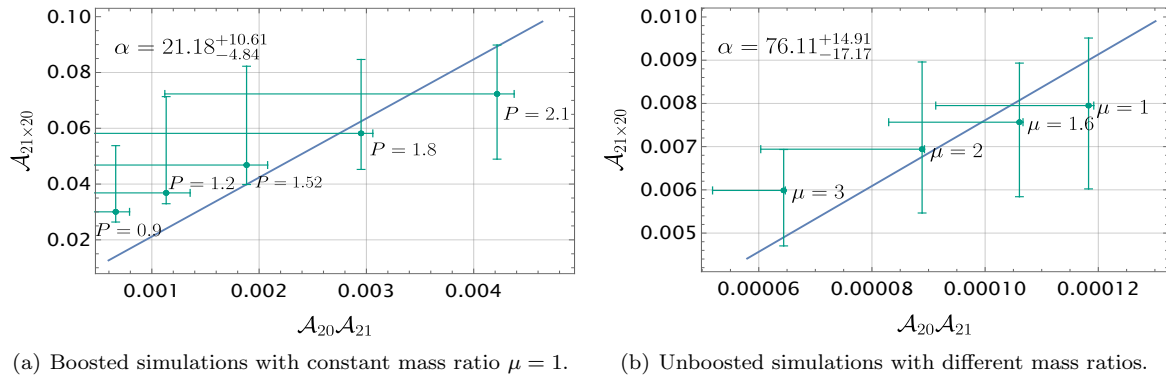 α = 21.18 +10.61 −4.84
0.10
0.08
0.06
0.04
0.02
𝒜21×20
P = 2.1
P = 1.8
P = 1.52
P = 1.2
P = 0.9
0.001 0.002 0.003 0.004
𝒜20𝒜21
(a) Boosted simulations with constant mass ratio μ = 1.
α = 76.11 +14.91 −17.17
0.010
0.009
0.008
0.007
0.006
0.005
𝒜21×20
μ = 1
μ = 1.6
μ = 2
μ = 3
0.00006 0.00008 0.00010 0.00012
𝒜20𝒜21
(b) Unboosted simulations with different mass ratios.